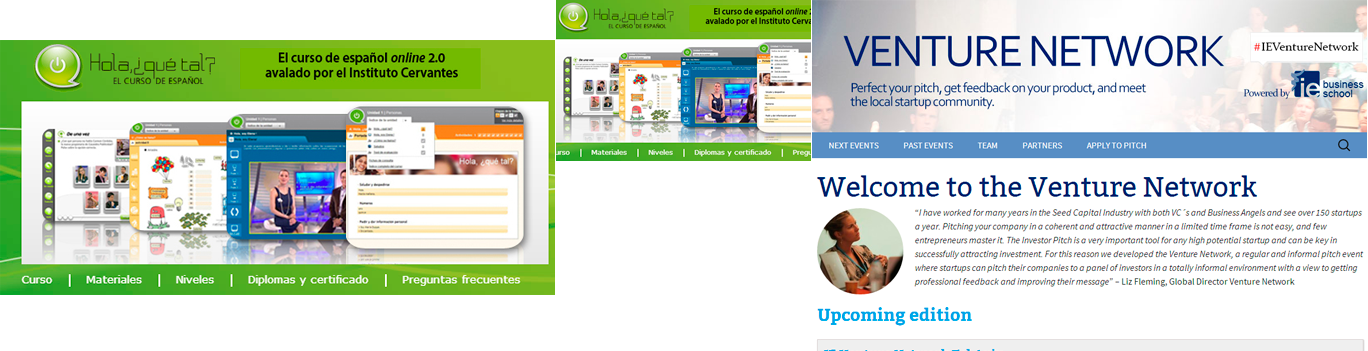 Hola, ¿qué tal?
EL CURSO DE ESPAÑOL
El curso de español online 2.0
avalado por el Instituto Cervantes
De una vez
Hola, ¿qué tal?
Curso | Materiales | Niveles | Diplomas y certificado | Preguntas frecuentes
Hola, ¿qué tal?
EL CURSO DE ESPAÑOL
El curso de español online
avalado por el Instituto Cervan
urso | Materiales | Niveles | Diplomas y certificado | Pregu
VENTURE NETWORK
#IEVentureNetwork
Perfect your pitch, get feedback on your product, and meet
the local startup community.
Powered by ie business school
NEXT EVENTS PAST EVENTS TEAM PARTNERS APPLY TO PITCH
Welcome to the Venture Network
“I have worked for many years in the Seed Capital Industry with both VC´s and Business Angels and see over 150 startups
a year. Pitching your company in a coherent and attractive manner in a limited time frame is not easy, and few
entrepreneurs master it. The Investor Pitch is a very important tool for any high potential startup and can be key in
successfully attracting investment. For this reason we developed the Venture Network, a regular and informal pitch event
where startups can pitch their companies to a panel of investors in a totally informal environment with a view to getting
professional feedback and improving their message” – Liz Fleming, Global Director Venture Network
Upcoming edition